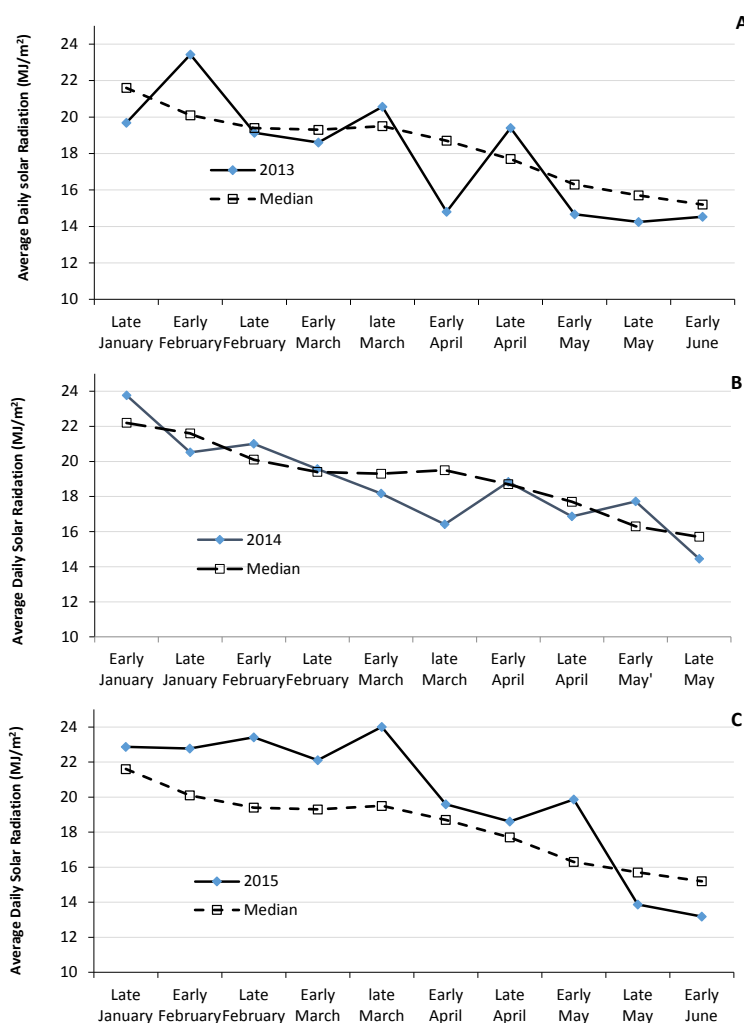 A
Average Daily solar Radiation (MJ/m²)
24
22
20
18
16
14
12
10
2013
Median
Late January
Early February
Late February
Early March
late March
Early April
Late April
Early May
Late May
Early June
B
Average Daily Solar Raidation (MJ/m²)
24
22
20
18
16
14
12
10
2014
Median
Early January
Late January
Early February
Late February
Early March
late March
Early April
Late April
Early May'
Late May
C
Average Daily Solar Radiation (MJ/m²)
24
22
20
18
16
14
12
10
2015
Median
Late January
Early February
Late February
Early March
late March
Early April
Late April
Early May
Late May
Early June